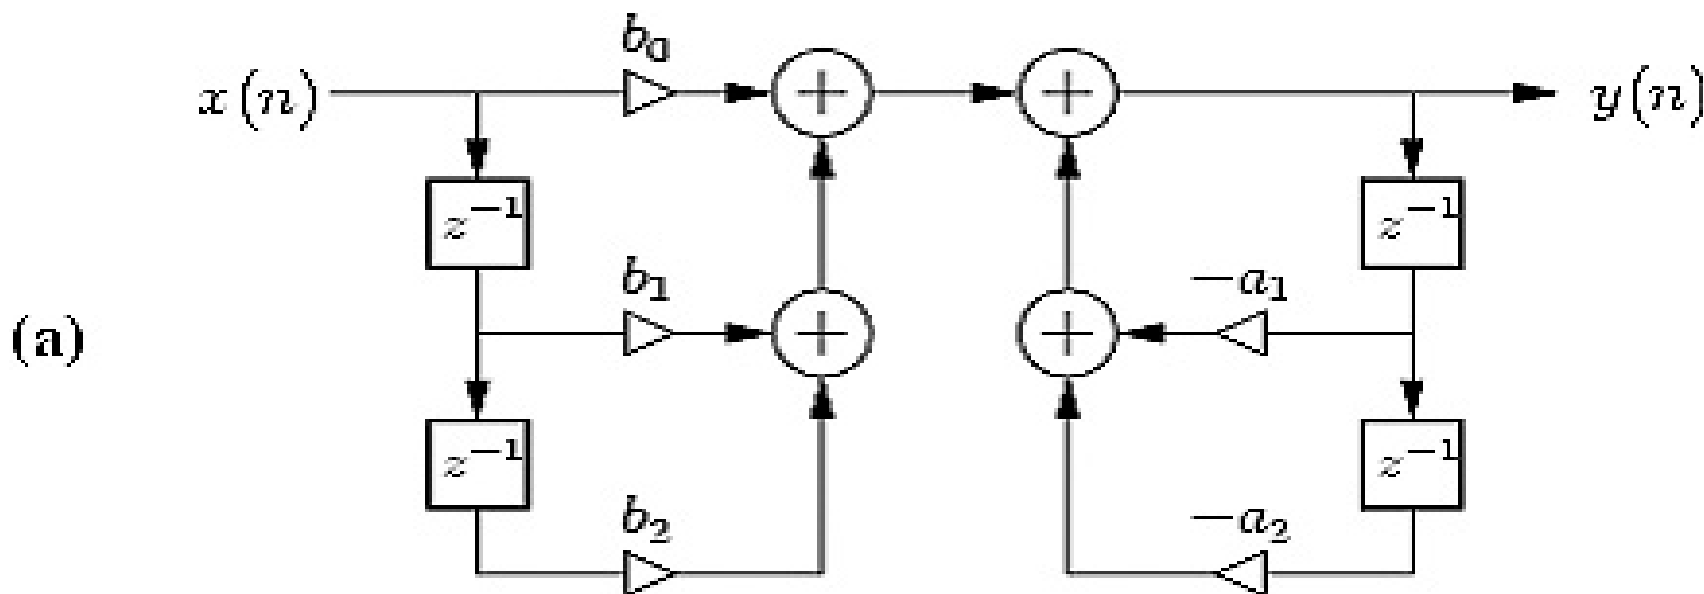 b₀
x(n) + + y(n)
z⁻¹ z⁻¹
b₁ −a₁
(a) + +
z⁻¹ z⁻¹
b₂ −a₂